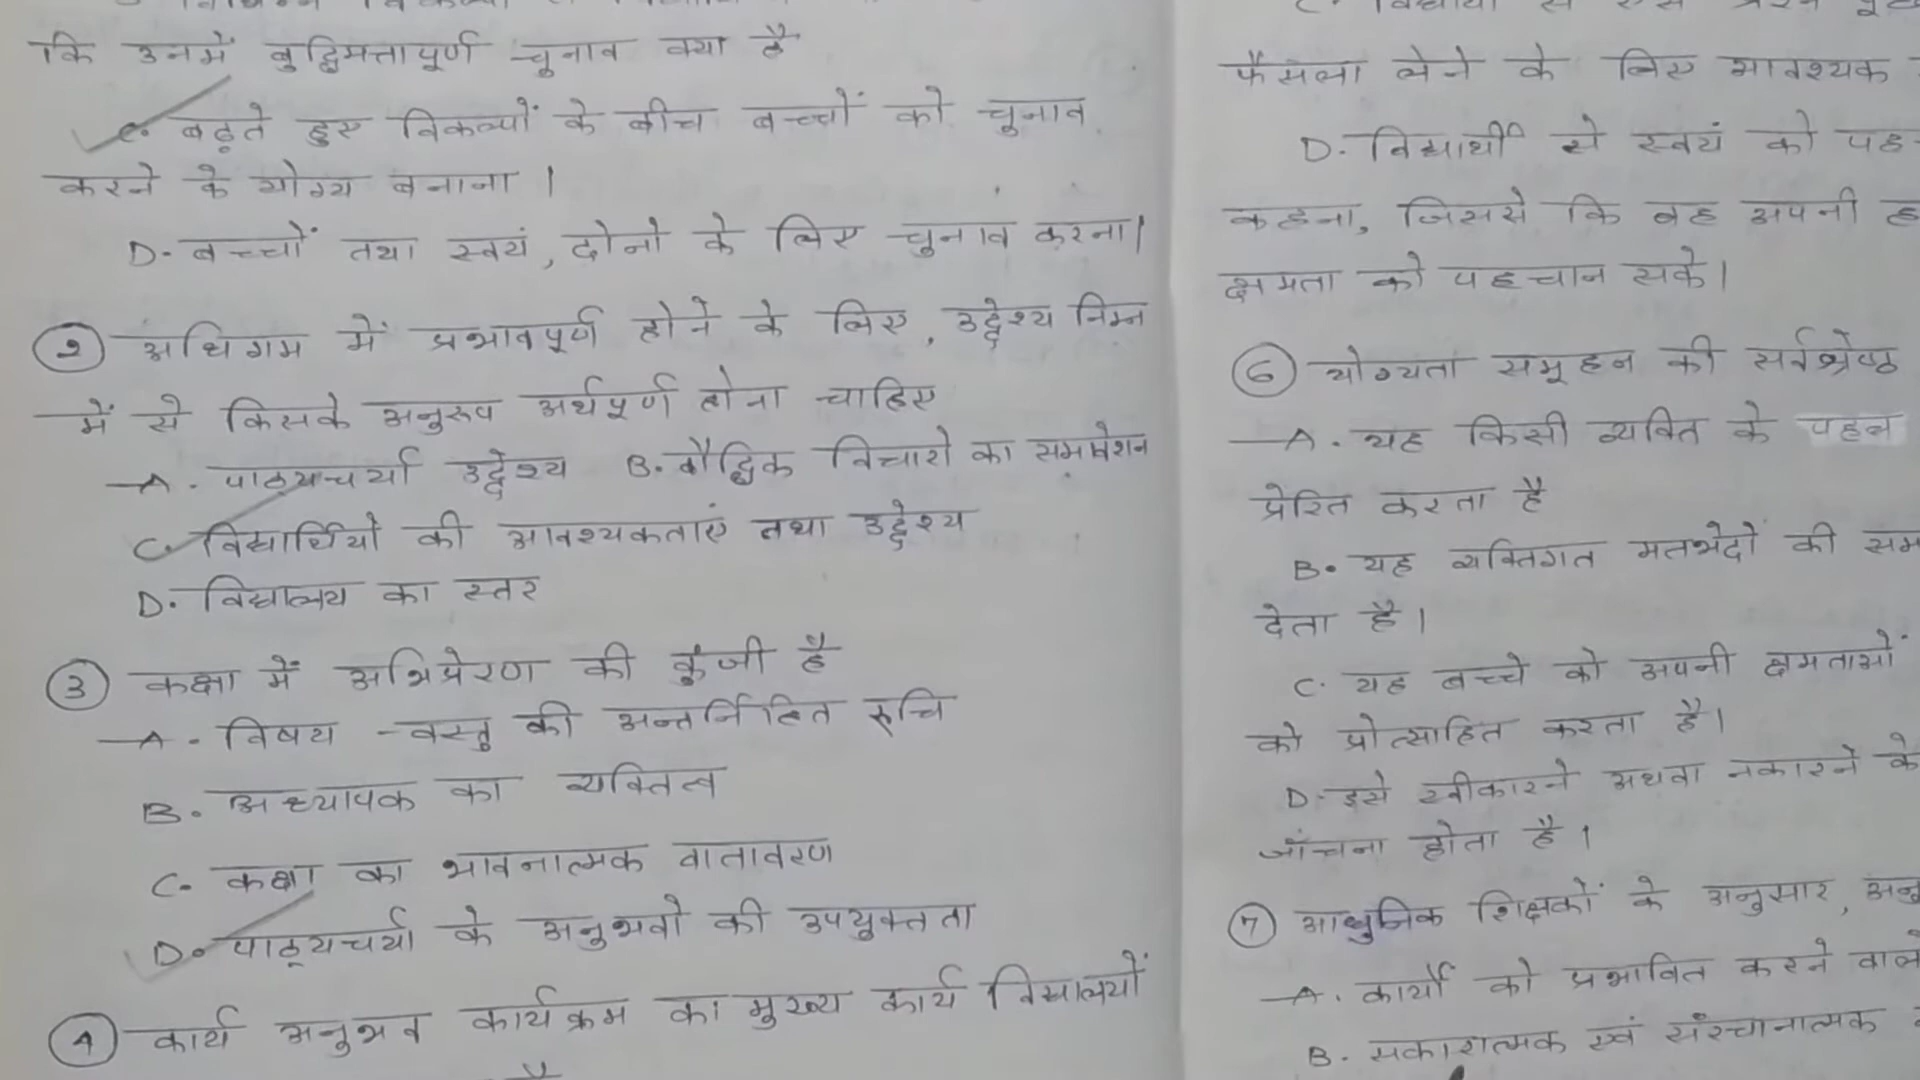 कि उनमें बुद्धिमत्तापूर्ण चुनाव क्या है
C. बढ़ते हुए विकल्पों के बीच बच्चों को चुनाव
करने के योग्य बनाना।
D. बच्चों तथा स्वयं, दोनो के लिए चुनाव करना।
2 अधिगम में प्रभावपूर्ण होने के लिए, उद्देश्य निम्न
में से किसके अनुरूप अर्थपूर्ण होना चाहिए
A. पाठ्यचर्या उद्देश्य B. बौद्धिक विचारो का समावेशन
C. विद्यार्थियो की आवश्यकताएं तथा उद्देश्य
D. विद्यालय का स्तर
3 कक्षा में अभिप्रेरण की कुंजी है
A. विषय-वस्तु की अन्तर्निहित रुचि
B. अध्यापक का व्यक्तित्व
C. कक्षा का भावनात्मक वातावरण
D. पाठ्यचर्या के अनुभवो की उपयुक्तता
4 कार्य अनुभव कार्यक्रम का मुख्य कार्य विद्यालयों
फैसला लेने के लिए आवश्यक
D. विद्यार्थी से स्वयं को
कहना, जिससे कि वह अपनी
क्षमता को पहचान सके।
6 योग्यता समूहन की सर्वश्रेष्ठ
A. यह किसी व्यक्ति के पहल
प्रेरित करता है
B. यह व्यक्तिगत मतभेदों की
देता है।
C. यह बच्चे को अपनी क्षमताओं
को प्रोत्साहित करता है।
D. इसे स्वीकारने अथवा नकारने के
जाँचना होता है।
7 आधुनिक शिक्षकों के अनुसार,
A. कार्यों को प्रभावित करने वाले
B. सकारात्मक एवं संरचानात्मक